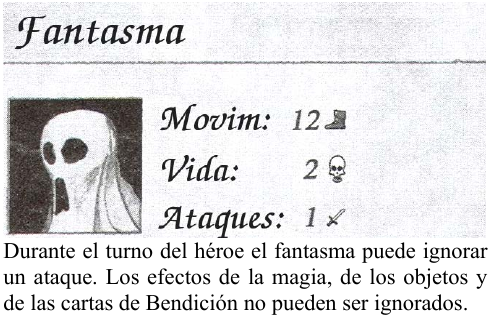 Fantasma
Movim: 12
Vida: 2
Ataques: 1
Durante el turno del héroe el fantasma puede ignorar
un ataque. Los efectos de la magia, de los objetos y
de las cartas de Bendición no pueden ser ignorados.